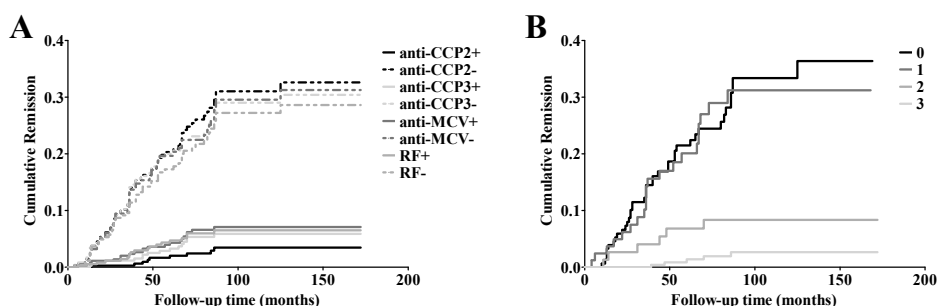 A
Cumulative Remission
0.4
0.3
0.2
0.1
0.0
0
50
100
150
200
Follow-up time (months)
anti-CCP2+
anti-CCP2-
anti-CCP3+
anti-CCP3-
anti-MCV+
anti-MCV-
RF+
RF-
B
Cumulative Remission
0.4
0.3
0.2
0.1
0.0
0
50
100
150
200
Follow-up time (months)
0
1
2
3